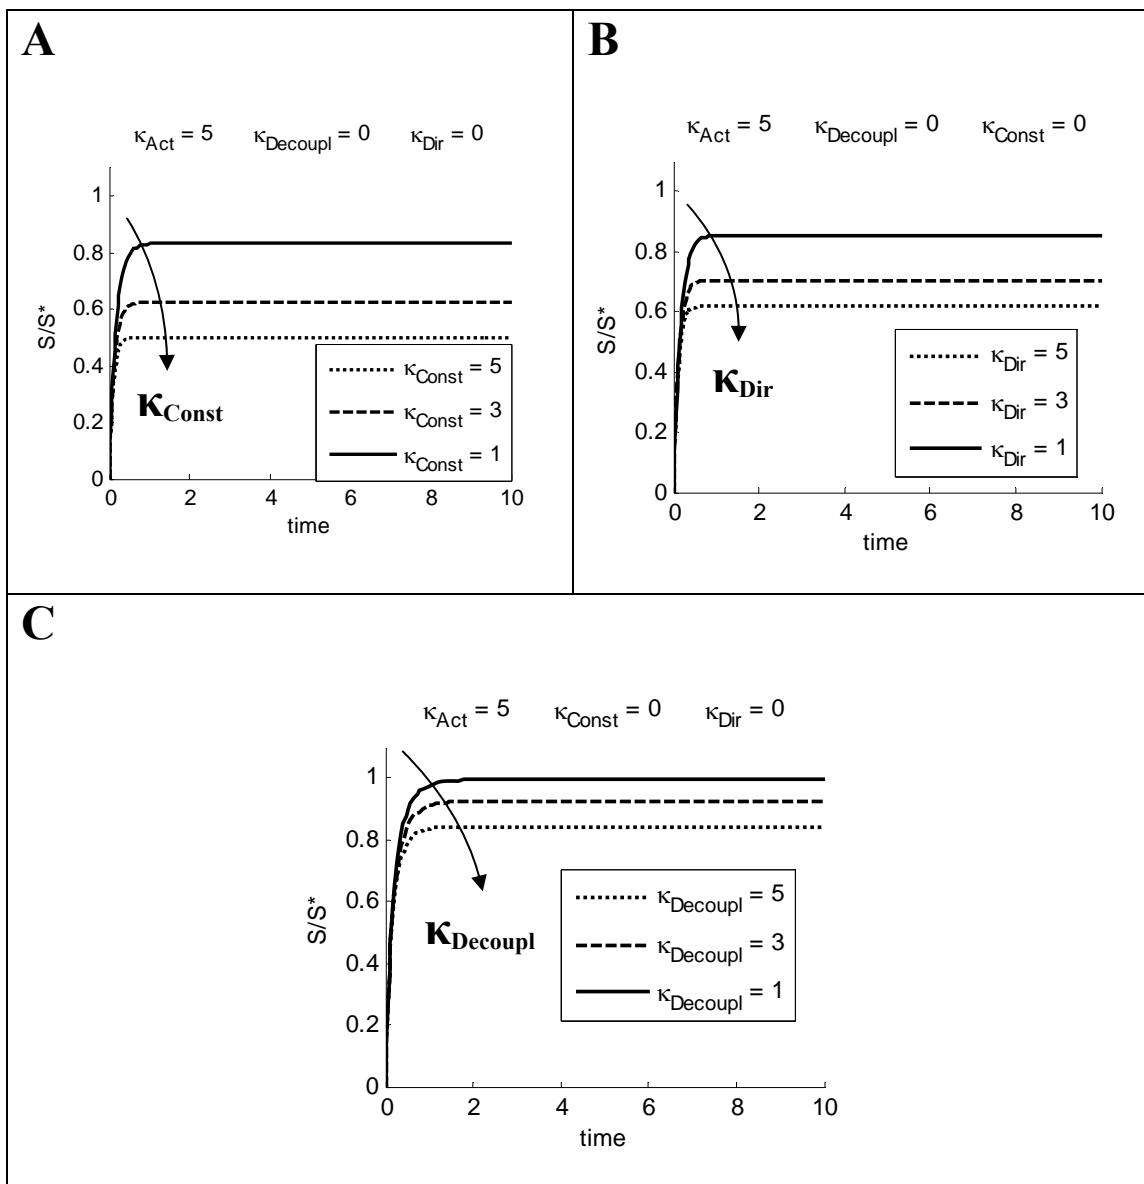 A
κAct = 5 κDecoupl = 0 κDir = 0
1
0.8
0.6
0.4
0.2
0
S/S*
κConst
κConst = 5
κConst = 3
κConst = 1
0 2 4 6 8 10
time
B
κAct = 5 κDecoupl = 0 κConst = 0
1
0.8
0.6
0.4
0.2
0
S/S*
κDir
κDir = 5
κDir = 3
κDir = 1
0 2 4 6 8 10
time
C
κAct = 5 κConst = 0 κDir = 0
1
0.8
0.6
0.4
0.2
0
S/S*
κDecoupl
κDecoupl = 5
κDecoupl = 3
κDecoupl = 1
0 2 4 6 8 10
time